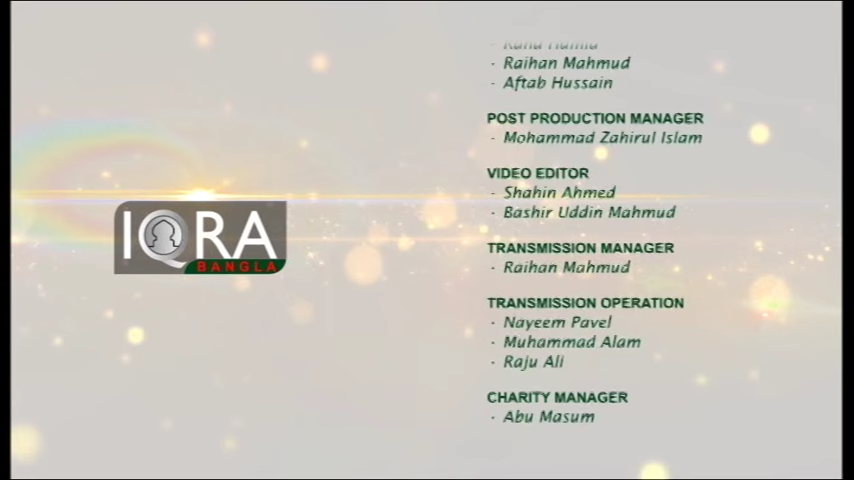 IQRA
BANGLA
- Raihan Mahmud
- Aftab Hussain
POST PRODUCTION MANAGER
- Mohammad Zahirul Islam
VIDEO EDITOR
- Shahin Ahmed
- Bashir Uddin Mahmud
TRANSMISSION MANAGER
- Raihan Mahmud
TRANSMISSION OPERATION
- Nayeem Pavel
- Muhammad Alam
- Raju Ali
CHARITY MANAGER
- Abu Masum